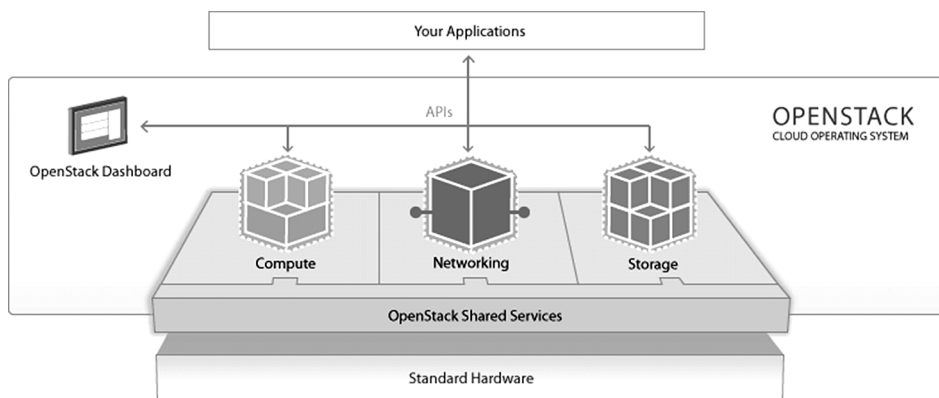 Your Applications
APIs
OPENSTACK
CLOUD OPERATING SYSTEM
OpenStack Dashboard
Compute
Networking
Storage
OpenStack Shared Services
Standard Hardware